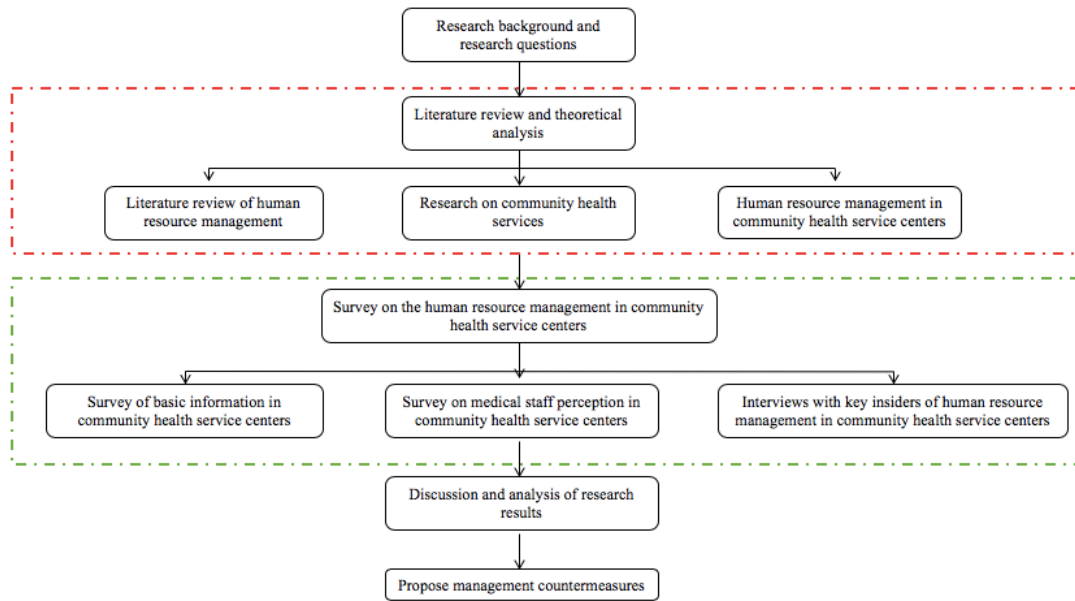 Research background and
research questions
Literature review and theoretical
analysis
Literature review of human
resource management
Research on community health
services
Human resource management in
community health service centers
Survey on the human resource management in community
health service centers
Survey of basic information in
community health service centers
Survey on medical staff perception in
community health service centers
Interviews with key insiders of human resource
management in community health service centers
Discussion and analysis of research
results
Propose management countermeasures